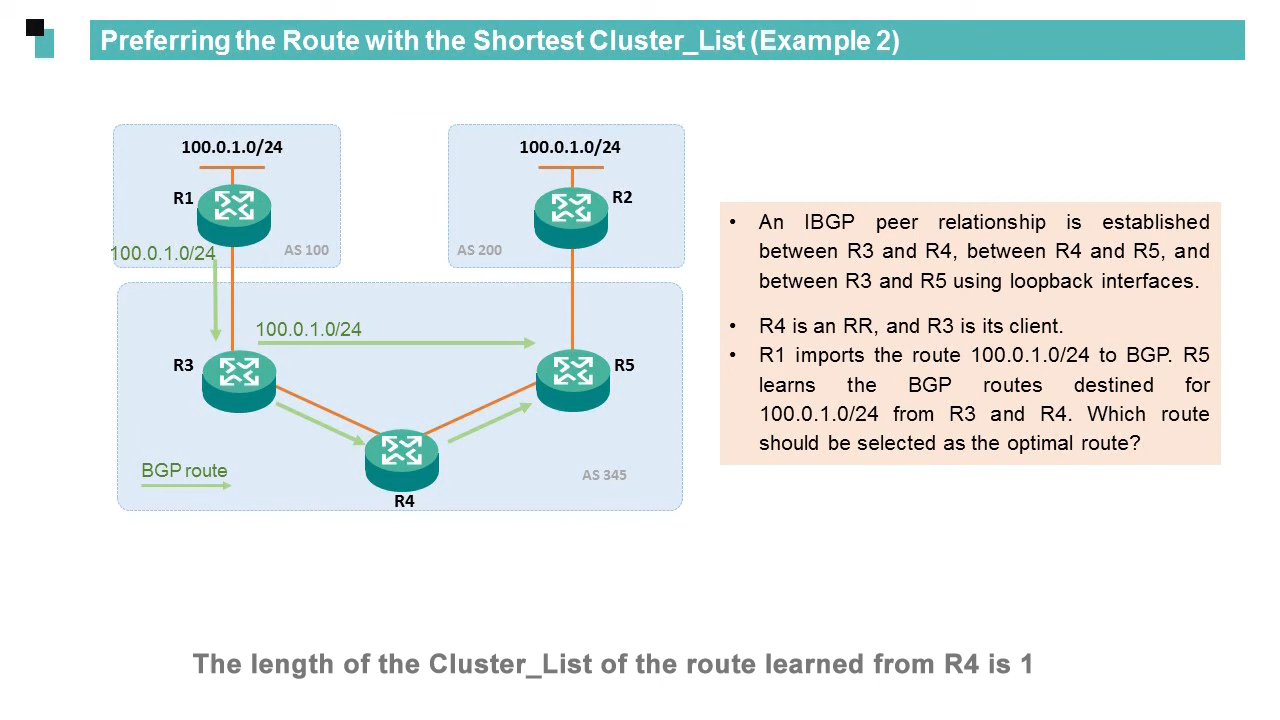 Preferring the Route with the Shortest Cluster_List (Example 2)
100.0.1.0/24
100.0.1.0/24
R1
R2
100.0.1.0/24
AS 100
AS 200
100.0.1.0/24
R3
R5
BGP route
AS 345
R4
• An IBGP peer relationship is established
between R3 and R4, between R4 and R5, and
between R3 and R5 using loopback interfaces.
• R4 is an RR, and R3 is its client.
• R1 imports the route 100.0.1.0/24 to BGP. R5
learns the BGP routes destined for
100.0.1.0/24 from R3 and R4. Which route
should be selected as the optimal route?
The length of the Cluster_List of the route learned from R4 is 1